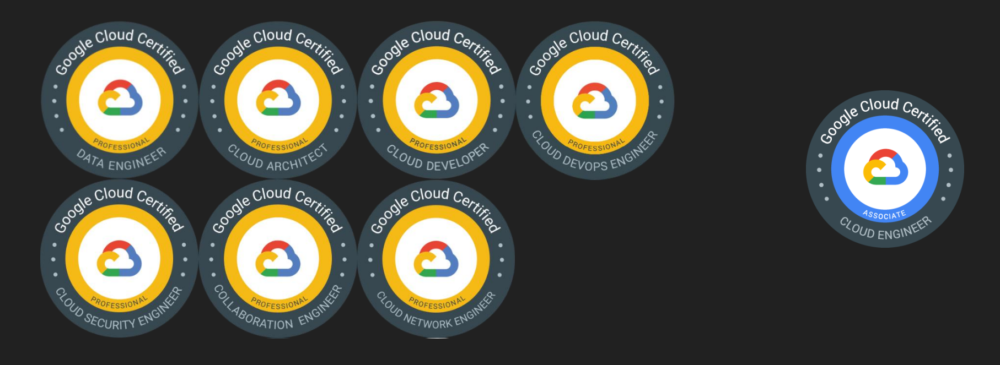 Google Cloud Certified
PROFESSIONAL
DATA ENGINEER
Google Cloud Certified
PROFESSIONAL
CLOUD ARCHITECT
Google Cloud Certified
PROFESSIONAL
CLOUD DEVELOPER
Google Cloud Certified
PROFESSIONAL
CLOUD DEVOPS ENGINEER
Google Cloud Certified
ASSOCIATE
CLOUD ENGINEER
Google Cloud Certified
PROFESSIONAL
CLOUD SECURITY ENGINEER
Google Cloud Certified
PROFESSIONAL
COLLABORATION ENGINEER
Google Cloud Certified
PROFESSIONAL
CLOUD NETWORK ENGINEER